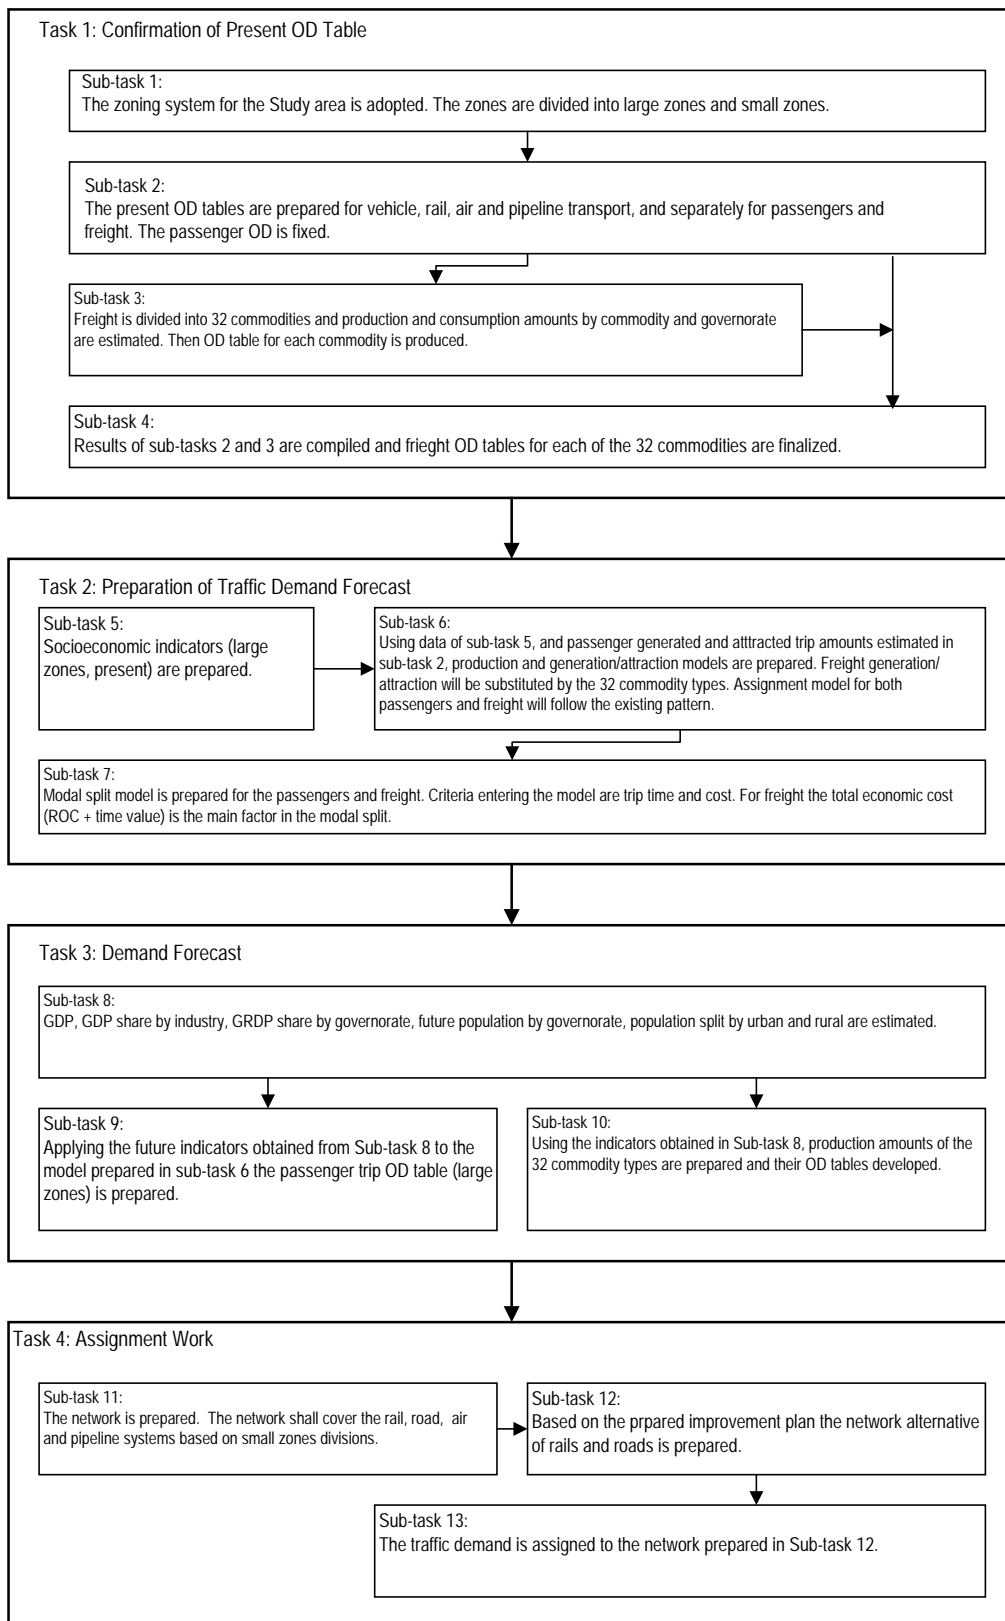 Task 1: Confirmation of Present OD Table
Sub-task 1:
The zoning system for the Study area is adopted. The zones are divided into large zones and small zones.
Sub-task 2:
The present OD tables are prepared for vehicle, rail, air and pipeline transport, and separately for passengers and
freight. The passenger OD is fixed.
Sub-task 3:
Freight is divided into 32 commodities and production and consumption amounts by commodity and governorate
are estimated. Then OD table for each commodity is produced.
Sub-task 4:
Results of sub-tasks 2 and 3 are compiled and frieght OD tables for each of the 32 commodities are finalized.
Task 2: Preparation of Traffic Demand Forecast
Sub-task 5:
Socioeconomic indicators (large
zones, present) are prepared.
Sub-task 6:
Using data of sub-task 5, and passenger generated and atttracted trip amounts estimated in
sub-task 2, production and generation/attraction models are prepared. Freight generation/
attraction will be substituted by the 32 commodity types. Assignment model for both
passengers and freight will follow the existing pattern.
Sub-task 7:
Modal split model is prepared for the passengers and freight. Criteria entering the model are trip time and cost. For freight the total economic cost
(ROC + time value) is the main factor in the modal split.
Task 3: Demand Forecast
Sub-task 8:
GDP, GDP share by industry, GRDP share by governorate, future population by governorate, population split by urban and rural are estimated.
Sub-task 9:
Applying the future indicators obtained from Sub-task 8 to the
model prepared in sub-task 6 the passenger trip OD table (large
zones) is prepared.
Sub-task 10:
Using the indicators obtained in Sub-task 8, production amounts of the
32 commodity types are prepared and their OD tables developed.
Task 4: Assignment Work
Sub-task 11:
The network is prepared.  The network shall cover the rail, road,  air
and pipeline systems based on small zones divisions.
Sub-task 12:
Based on the prpared improvement plan the network alternative
of rails and roads is prepared.
Sub-task 13:
The traffic demand is assigned to the network prepared in Sub-task 12.